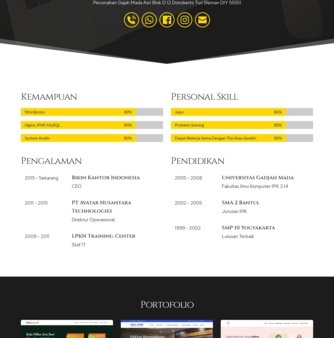 Perumahan Gajah Mada Asri Blok D 12 Donokerto Turi Sleman DIY 55551
Kemampuan
Wordpress 80%
Nginx, PHP/MySQL 80%
System Analis 80%
Personal Skill
Jujur 80%
Problem Solving 80%
Dapat Bekerja Sama Dengan Tim Atau Sendiri 80%
Pengalaman
2015 - Sekarang Bikin Kantor Indonesia
CEO
2011 - 2015 PT Avatar Nusantara
Technologies
Direktur Operasional
2009 - 2011 LPKN Training Center
Staf IT
Pendidikan
2005 - 2008 Universitas Gadjah Mada
Fakultas Ilmu Komputer IPK 3.14
2002 - 2005 SMA 2 Bantul
Jurusan IPA
1999 - 2002 SMP 10 Yogyakarta
Lulusan Terbaik
Portofolio